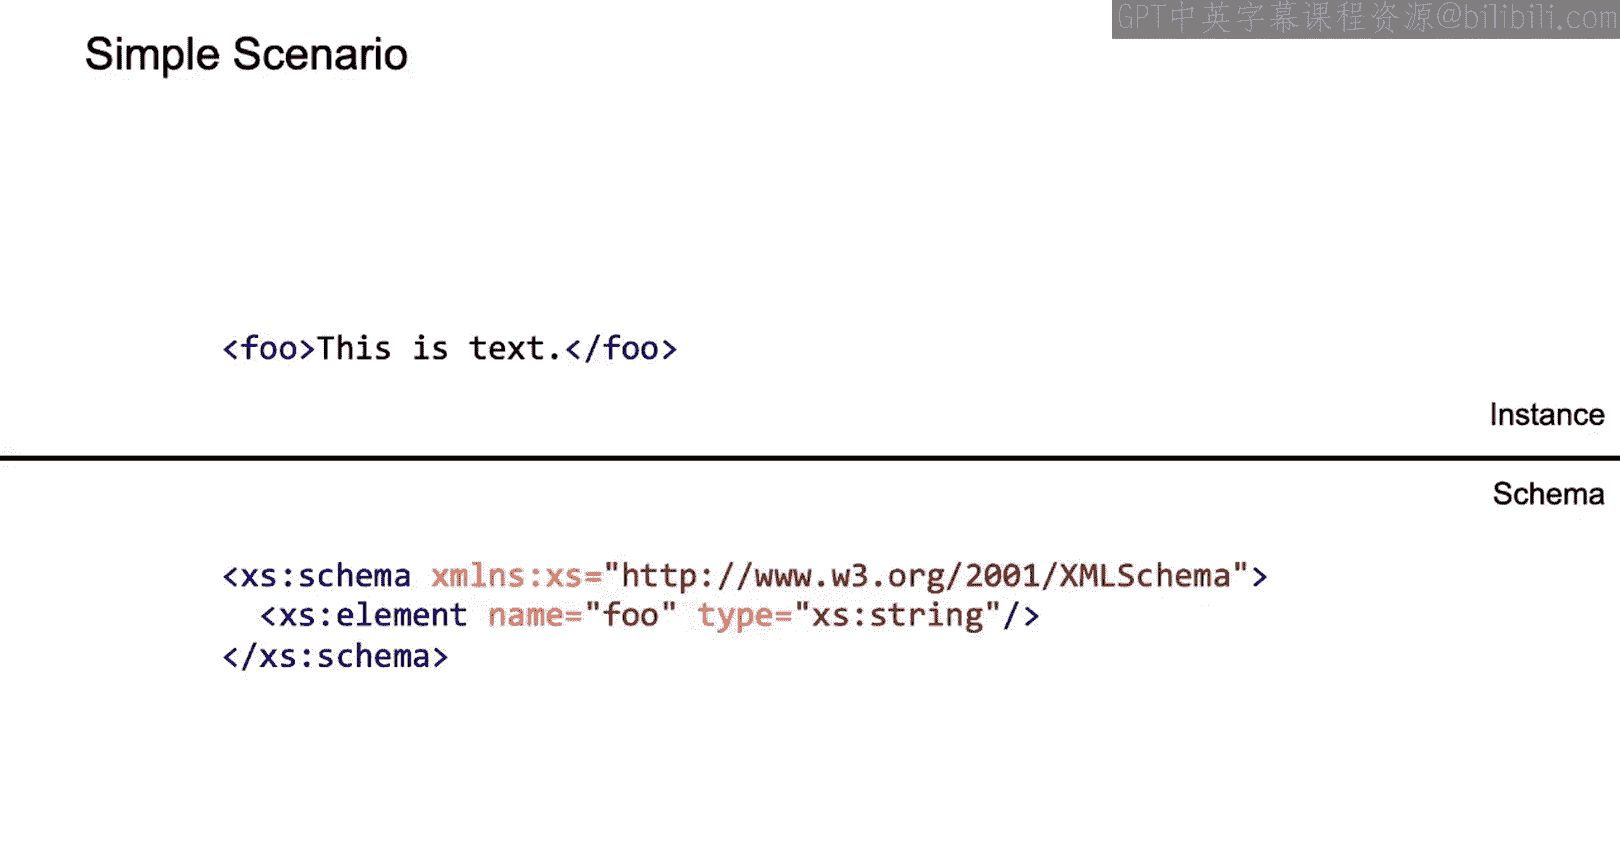 GPT中英字幕课程资源@bilibili.com
Simple Scenario
<foo>This is text.</foo>
Instance
Schema
<xs:schema xmlns:xs="http://www.w3.org/2001/XMLSchema">
<xs:element name="foo" type="xs:string"/>
</xs:schema>